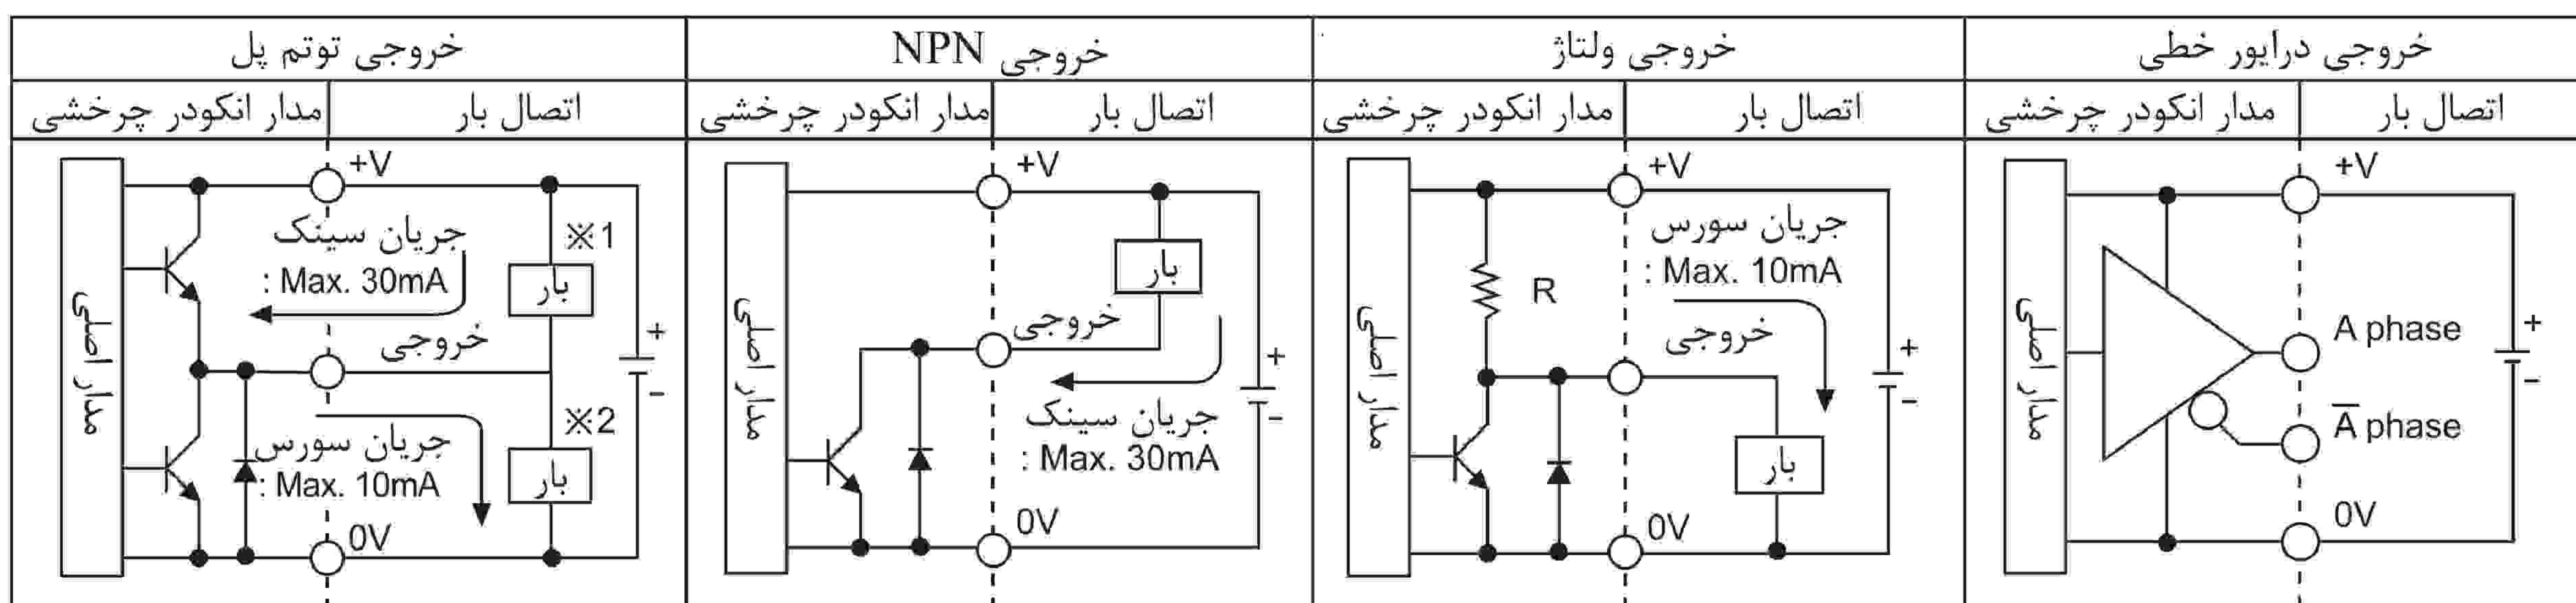 خروجی توتم پل
مدار انکودر چرخشی
اتصال بار
+V
جریان سینک
: Max. 30mA
※1
بار
خروجی
مدار اصلی
+
-
※2
جریان سورس
: Max. 10mA
بار
0V
خروجی NPN
مدار انکودر چرخشی
اتصال بار
+V
بار
خروجی
مدار اصلی
+
-
جریان سینک
: Max. 30mA
0V
خروجی ولتاژ
مدار انکودر چرخشی
اتصال بار
+V
جریان سورس
: Max. 10mA
R
خروجی
مدار اصلی
+
-
بار
0V
خروجی درایور خطی
مدار انکودر چرخشی
اتصال بار
+V
مدار اصلی
A phase
+
-
A̅ phase
0V